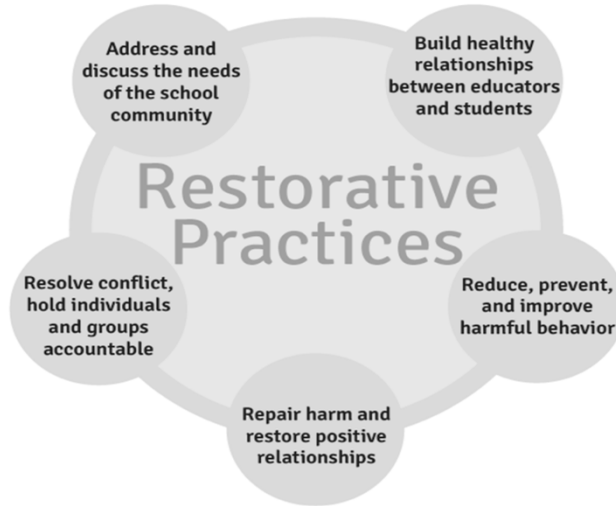 Address and
discuss the needs
of the school
community
Build healthy
relationships
between educators
and students
Restorative
Practices
Resolve conflict,
hold individuals
and groups
accountable
Reduce, prevent,
and improve
harmful behavior
Repair harm and
restore positive
relationships